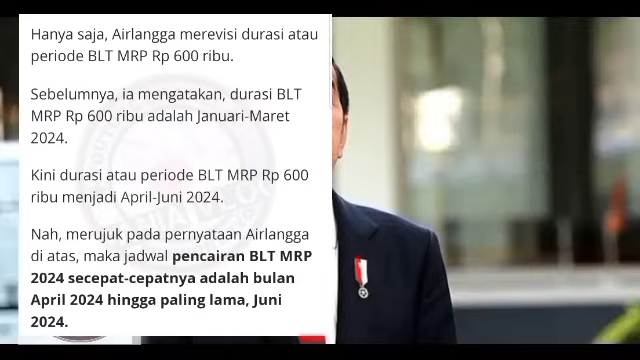 Hanya saja, Airlangga merevisi durasi atau
periode BLT MRP Rp 600 ribu.
Sebelumnya, ia mengatakan, durasi BLT
MRP Rp 600 ribu adalah Januari-Maret
2024.
Kini durasi atau periode BLT MRP Rp 600
ribu menjadi April-Juni 2024.
Nah, merujuk pada pernyataan Airlangga
di atas, maka jadwal pencairan BLT MRP
2024 secepat-cepatnya adalah bulan
April 2024 hingga paling lama, Juni
2024.